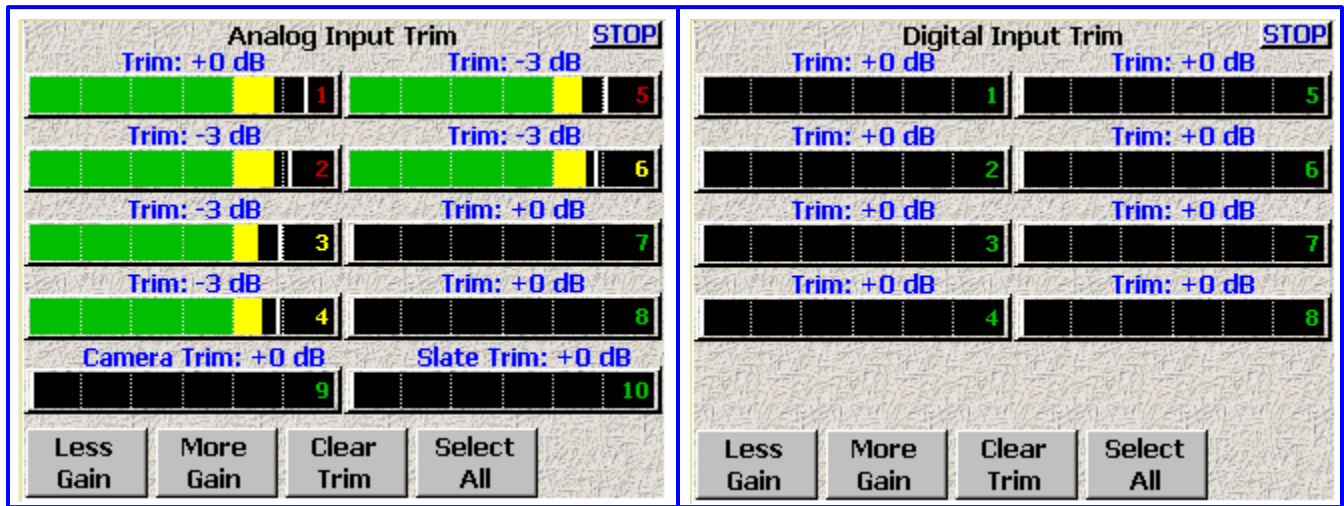 Analog Input Trim STOP
Trim: +0 dB Trim: -3 dB
1 5
Trim: -3 dB Trim: -3 dB
2 6
Trim: -3 dB Trim: +0 dB
3 7
Trim: -3 dB Trim: +0 dB
4 8
Camera Trim: +0 dB Slate Trim: +0 dB
9 10
Less Gain
More Gain
Clear Trim
Select All
Digital Input Trim STOP
Trim: +0 dB Trim: +0 dB
1 5
Trim: +0 dB Trim: +0 dB
2 6
Trim: +0 dB Trim: +0 dB
3 7
Trim: +0 dB Trim: +0 dB
4 8
Less Gain
More Gain
Clear Trim
Select All